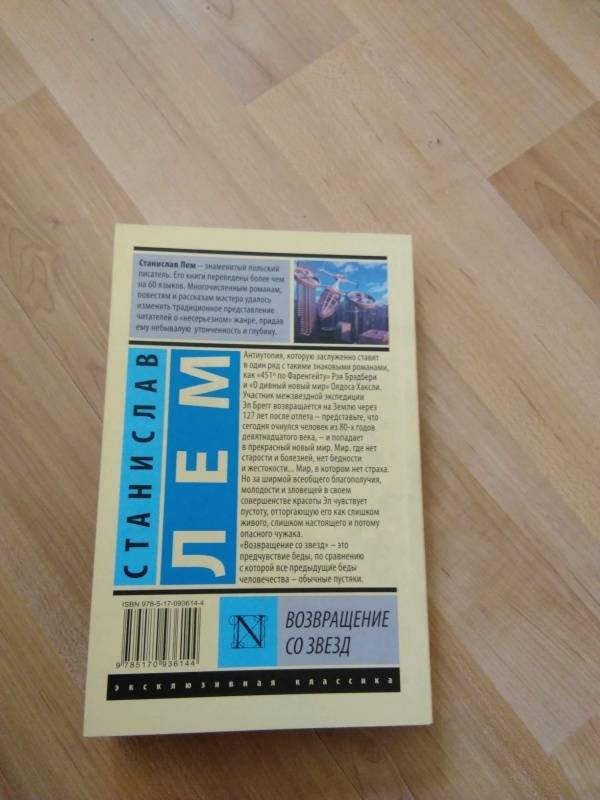 Станислав Лем – знаменитый польский
писатель. Его книги переведены более чем
на 60 языков. Многочисленным романам,
повестям и рассказам мастера удалось
изменить традиционное представление
читателей о «несерьезном» жанре, придав
ему небывалую утонченность и глубину.
СТАНИСЛАВ
ЛЕМ
Антиутопия, которую заслуженно ставят
в один ряд с такими знаковыми романами,
как «451º по Фаренгейту» Рэя Брэдбери
и «О дивный новый мир» Олдоса Хаксли.
Участник межзвездной экспедиции
Эл Брегг возвращается на Землю через
127 лет после отлета – представьте, что
сегодня очнулся человек из 80-х годов
девятнадцатого века, – и попадает
в прекрасный новый мир. Мир, где нет
старости и болезней, нет бедности
и жестокости... Мир, в котором нет страха.
Но за ширмой всеобщего благополучия,
молодости и зловещей в своем
совершенстве красоты Эл чувствует
пустоту, отторгающую его как слишком
живого, слишком настоящего и потому
опасного чужака.
«Возвращение со звезд» – это
предчувствие беды, по сравнению
с которой все предыдущие беды
человечества – обычные пустяки.
ISBN 978-5-17-093614-4
9 785170 936144
N
ВОЗВРАЩЕНИЕ
СО ЗВЕЗД
эксклюзивная классика